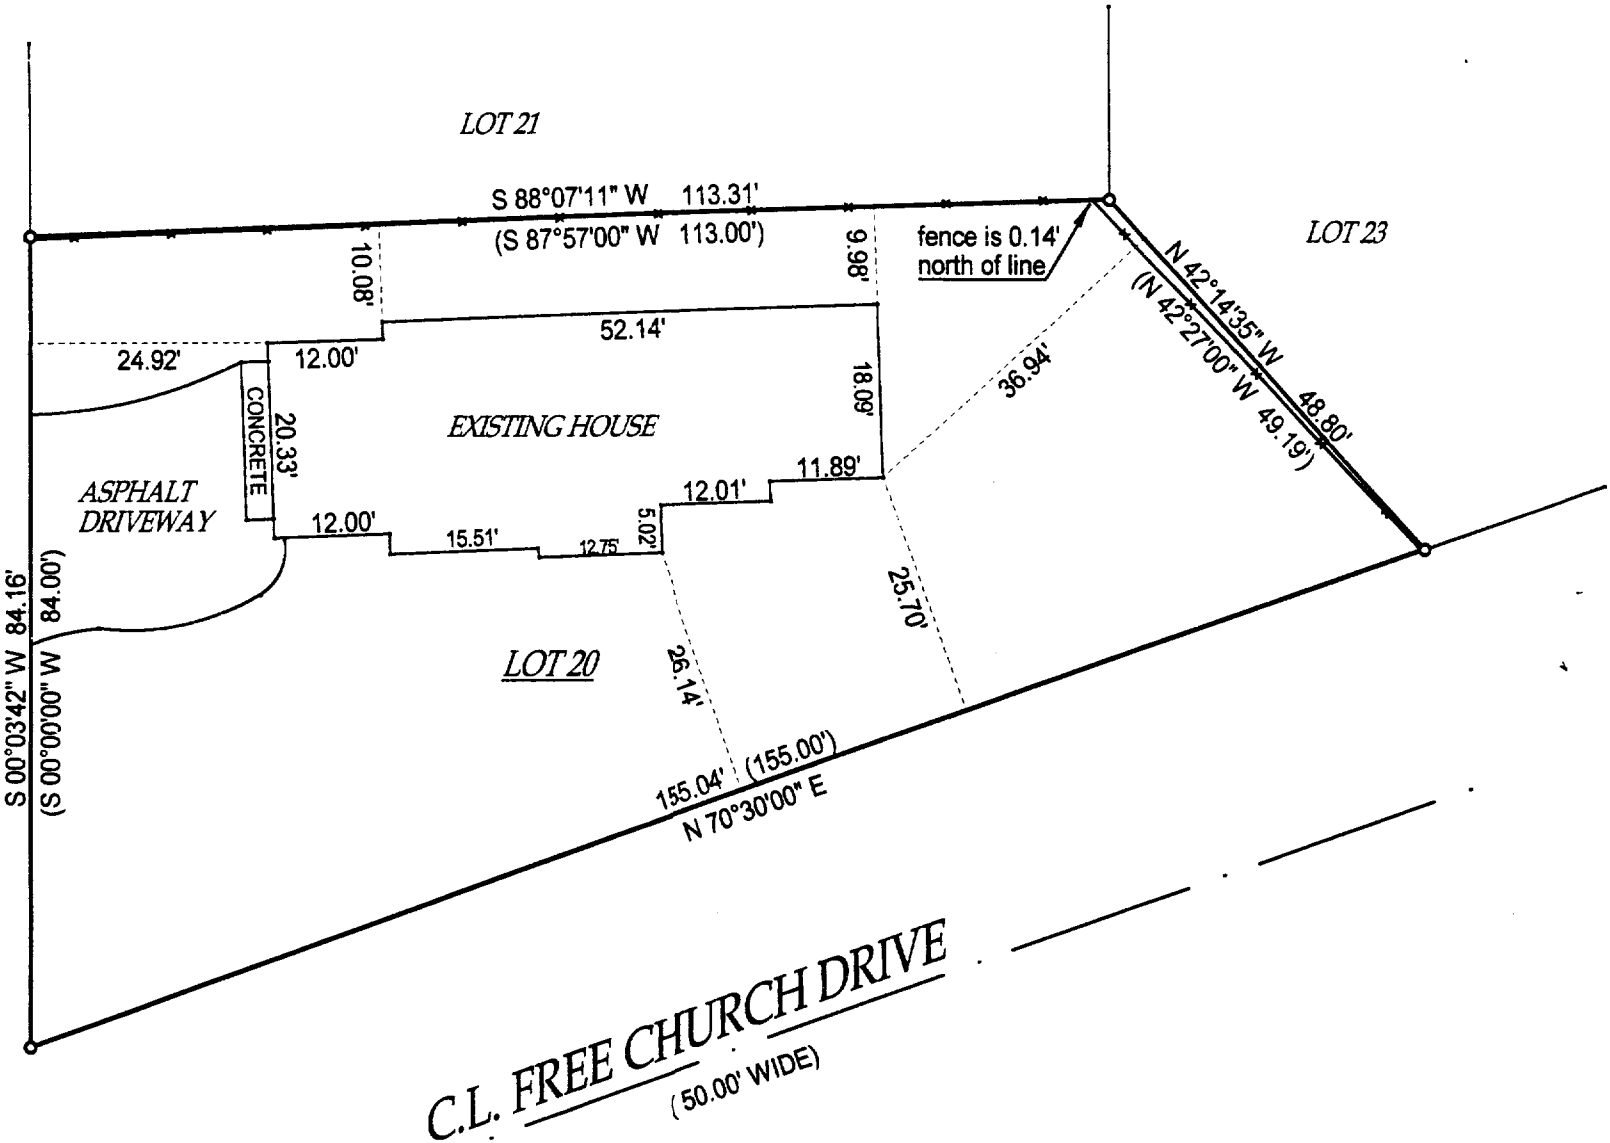 LOT 21
S 88°07'11" W 113.31'
(S 87°57'00" W 113.00')
fence is 0.14'
north of line
LOT 23
N 42°14'35" W 48.80'
(N 42°27'00" W 49.19')
10.08'
9.98'
52.14'
24.92'
12.00'
36.94'
18.09'
CONCRETE
20.33'
EXISTING HOUSE
11.89'
12.01'
ASPHALT
DRIVEWAY
12.00'
15.51'
12.75'
5.02'
25.70'
26.14'
LOT 20
S 00°03'42" W 84.16'
(S 00°00'00" W 84.00')
155.04' (155.00')
N 70°30'00" E
C.L. FREE CHURCH DRIVE
(50.00' WIDE)